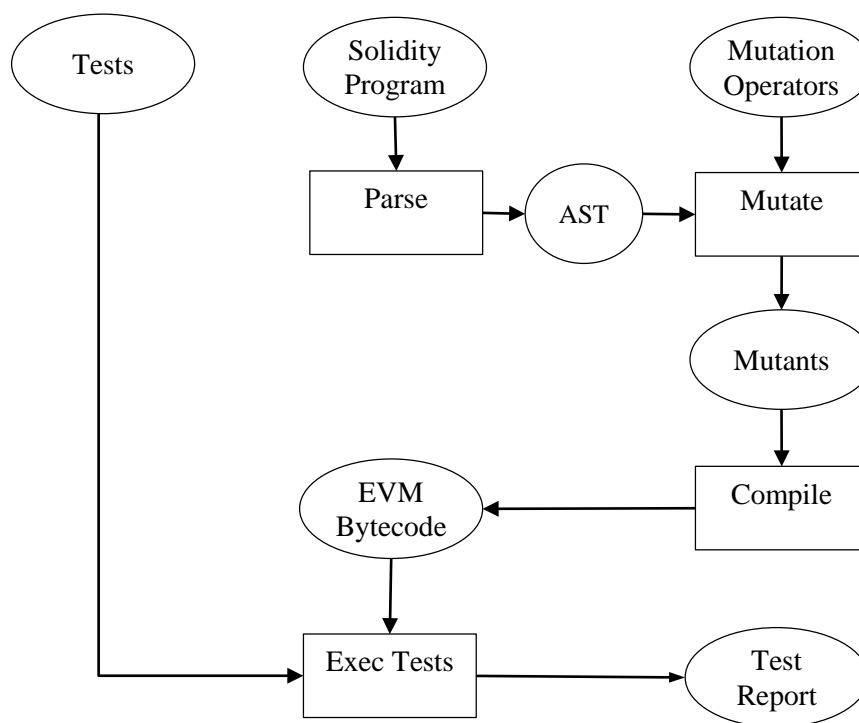 Tests
Solidity
Program
Mutation
Operators
Parse
AST
Mutate
Mutants
EVM
Bytecode
Compile
Exec Tests
Test
Report